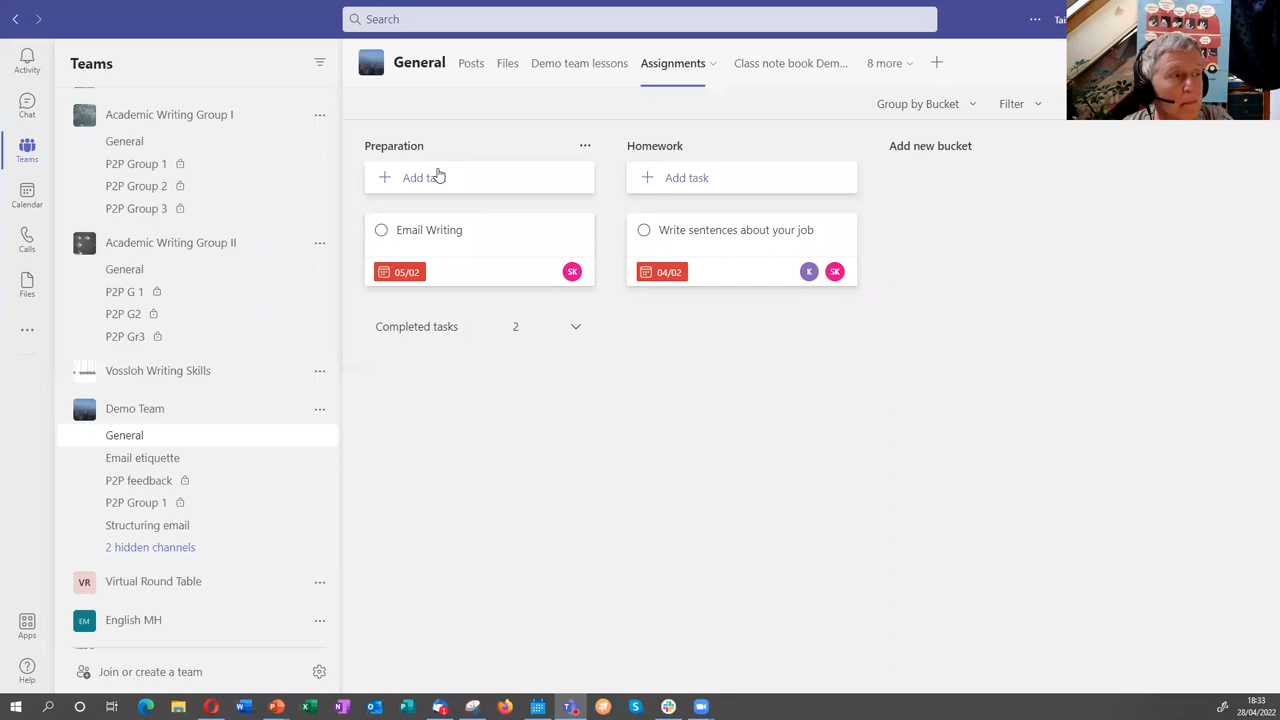 Search
Tai
Activity
Chat
Teams
Calendar
Calls
Files
Apps
Help
Teams
Academic Writing Group I
General
P2P Group 1
P2P Group 2
P2P Group 3
Academic Writing Group II
General
P2P G 1
P2P G2
P2P Gr3
Vossloh Writing Skills
Demo Team
General
Email etiquette
P2P feedback
P2P Group 1
Structuring email
2 hidden channels
VR Virtual Round Table
EM English MH
Join or create a team
General Posts Files Demo team lessons Assignments Class note book Dem... 8 more
Group by Bucket Filter
Preparation
Add
Email Writing
05/02 SK
Completed tasks 2
Homework
Add task
Write sentences about your job
04/02 K SK
Add new bucket
18:33
28/04/2022